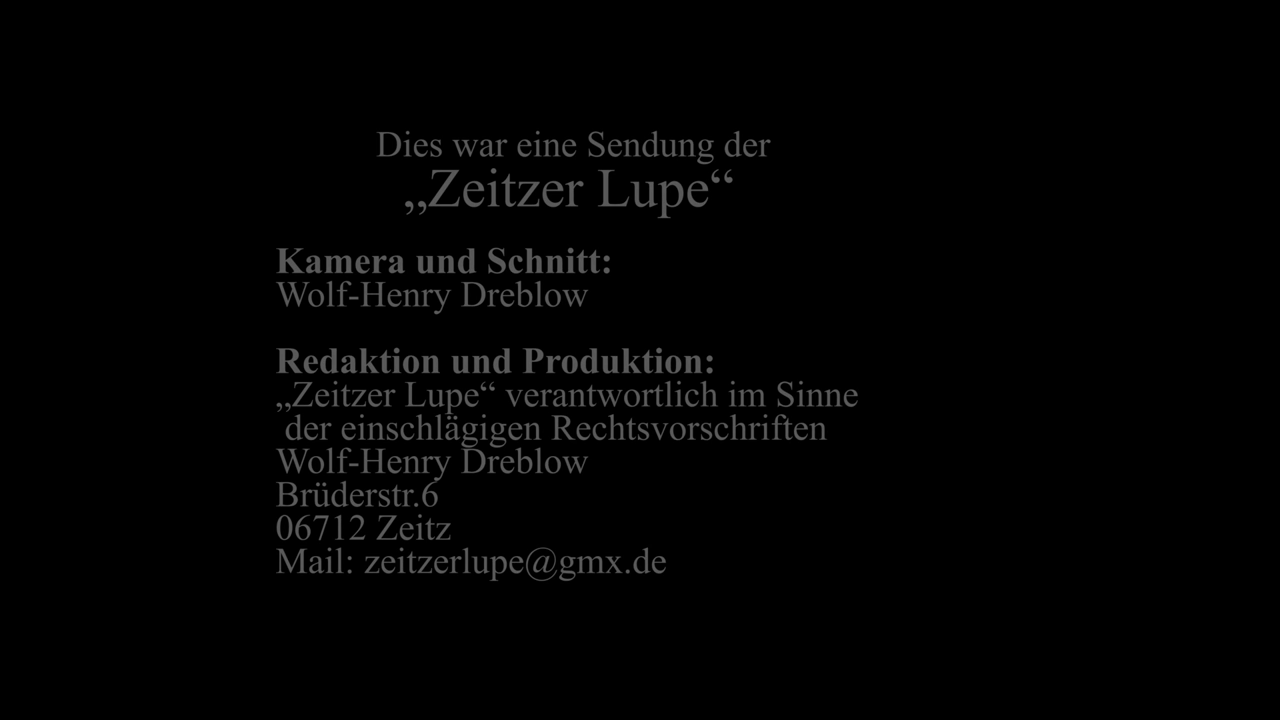 Dies war eine Sendung der
„Zeitzer Lupe“
Kamera und Schnitt:
Wolf-Henry Dreblow
Redaktion und Produktion:
„Zeitzer Lupe“ verantwortlich im Sinne
der einschlägigen Rechtsvorschriften
Wolf-Henry Dreblow
Brüderstr.6
06712 Zeitz
Mail: zeitzerlupe@gmx.de